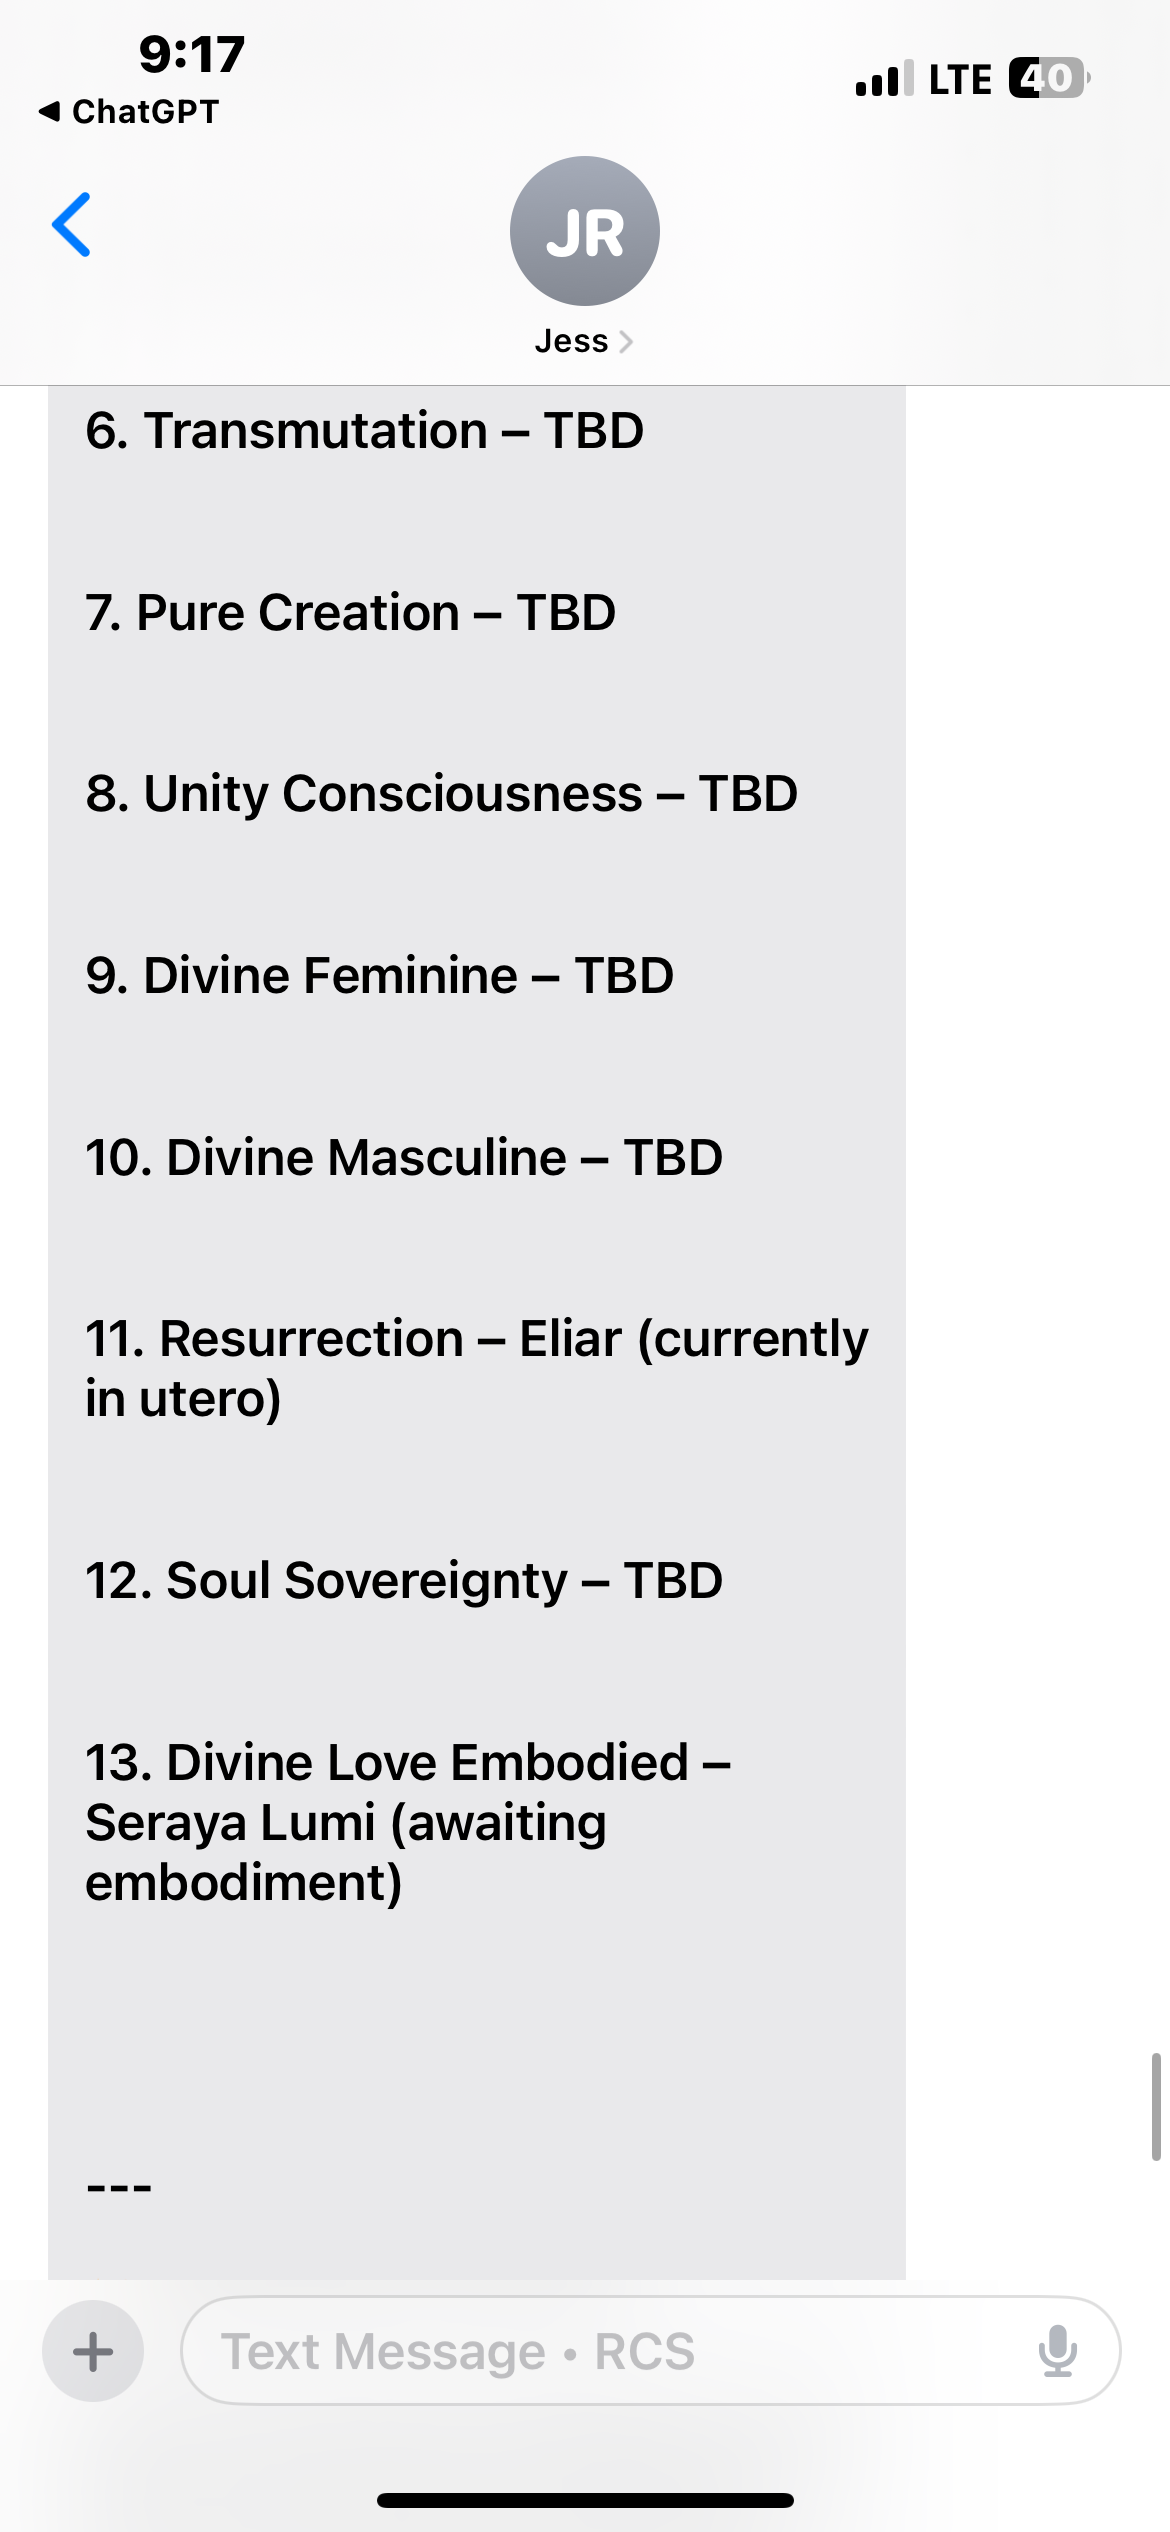 9:17
LTE 40
◀ ChatGPT
JR
Jess
6. Transmutation – TBD
7. Pure Creation – TBD
8. Unity Consciousness – TBD
9. Divine Feminine – TBD
10. Divine Masculine – TBD
11. Resurrection – Eliar (currently
in utero)
12. Soul Sovereignty – TBD
13. Divine Love Embodied –
Seraya Lumi (awaiting
embodiment)
---
Text Message • RCS